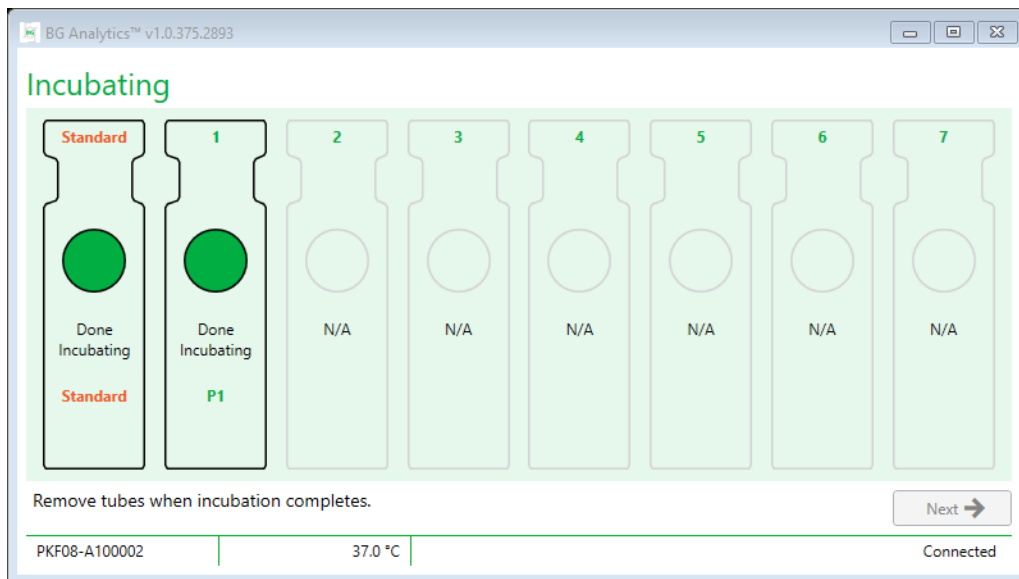 BG Analytics™ v1.0.375.2893
Incubating
Standard 1 2 3 4 5 6 7
Done Incubating
Done Incubating
N/A N/A N/A N/A N/A N/A
Standard P1
Remove tubes when incubation completes.
Next
PKF08-A100002 37.0 °C Connected